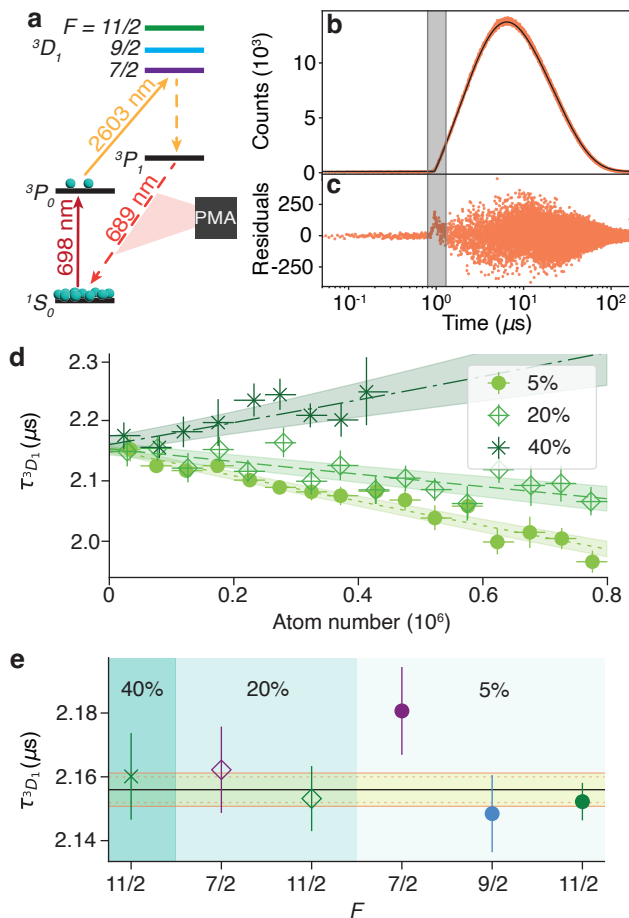 a
F = 11/2
³D₁ 9/2
7/2
2603 nm
³P₁
³P₀
689 nm
PMA
698 nm
¹S₀
b
Counts (10³)
10
0
c
Residuals
250
0
-250
10⁻¹ 10⁰ 10¹ 10²
Time (µs)
d
τ³D₁ (µs)
2.3
2.2
2.1
2.0
5%
20%
40%
0 0.2 0.4 0.6 0.8
Atom number (10⁶)
e
τ³D₁ (µs)
40% 20% 5%
2.18
2.16
2.14
11/2 7/2 11/2 7/2 9/2 11/2
F